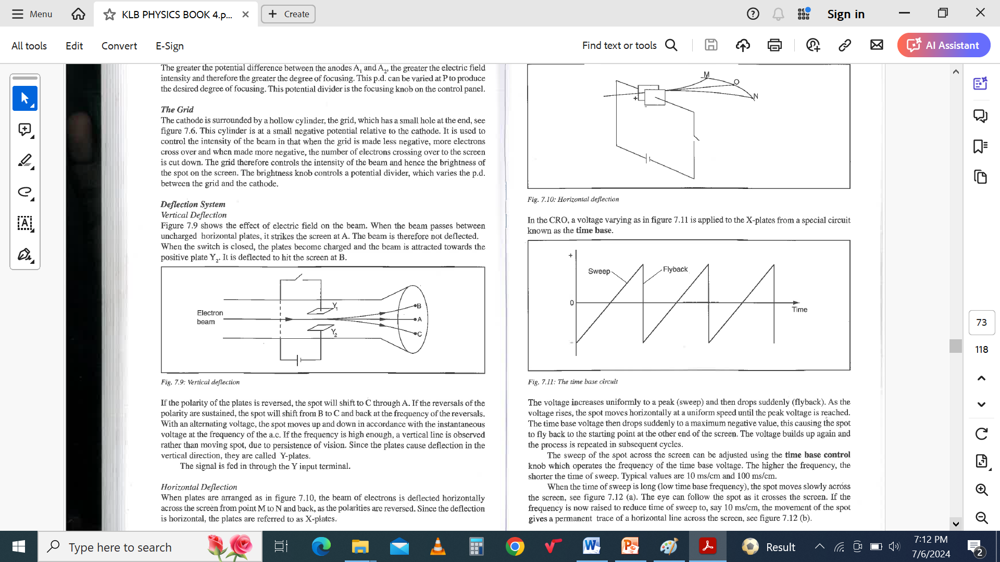 Menu
KLB PHYSICS BOOK 4.p...
Create
Sign in
All tools
Edit
Convert
E-Sign
Find text or tools
AI Assistant
The greater the potential difference between the anodes A₁ and A₂, the greater the electric field
intensity and therefore the greater the degree of focusing. This p.d. can be varied at P to produce
the desired degree of focusing. This potential divider is the focusing knob on the control panel.
The Grid
The cathode is surrounded by a hollow cylinder, the grid, which has a small hole at the end, see
figure 7.6. This cylinder is at a small negative potential relative to the cathode. It is used to
control the intensity of the beam in that when the grid is made less negative, more electrons
cross over and when made more negative, the number of electrons crossing over to the screen
is cut down. The grid therefore controls the intensity of the beam and hence the brightness of
the spot on the screen. The brightness knob controls a potential divider, which varies the p.d.
between the grid and the cathode.
Deflection System
Vertical Deflection
Figure 7.9 shows the effect of electric field on the beam. When the beam passes between
uncharged horizontal plates, it strikes the screen at A. The beam is therefore not deflected.
When the switch is closed, the plates become charged and the beam is attracted towards the
positive plate Y₂. It is deflected to hit the screen at B.
Electron
beam
Y₁
Y₂
B
A
C
Fig. 7.9: Vertical deflection
If the polarity of the plates is reversed, the spot will shift to C through A. If the reversals of the
polarity are sustained, the spot will shift from B to C and back at the frequency of the reversals.
With an alternating voltage, the spot moves up and down in accordance with the instantaneous
voltage at the frequency of the a.c. If the frequency is high enough, a vertical line is observed
rather than moving spot, due to persistence of vision. Since the plates cause deflection in the
vertical direction, they are called Y-plates.
The signal is fed in through the Y input terminal.
Horizontal Deflection
When plates are arranged as in figure 7.10, the beam of electrons is deflected horizontally
across the screen from point M to N and back, as the polarities are reversed. Since the deflection
is horizontal, the plates are referred to as X-plates.
M
O
N
+
-
Fig. 7.10: Horizontal deflection
In the CRO, a voltage varying as in figure 7.11 is applied to the X-plates from a special circuit
known as the time base.
+
Sweep
Flyback
0
Time
-
Fig. 7.11: The time base circuit
The voltage increases uniformly to a peak (sweep) and then drops suddenly (flyback). As the
voltage rises, the spot moves horizontally at a uniform speed until the peak voltage is reached.
The time base voltage then drops suddenly to a maximum negative value, this causing the spot
to fly back to the starting point at the other end of the screen. The voltage builds up again and
the process is repeated in subsequent cycles.
The sweep of the spot across the screen can be adjusted using the time base control
knob which operates the frequency of the time base voltage. The higher the frequency, the
shorter the time of sweep. Typical values are 10 ms/cm and 100 ms/cm.
When the time of sweep is long (low time base frequency), the spot moves slowly across
the screen, see figure 7.12 (a). The eye can follow the spot as it crosses the screen. If the
frequency is now raised to reduce time of sweep to, say 10 ms/cm, the movement of the spot
gives a permanent trace of a horizontal line across the screen, see figure 7.12 (b).
73
118
Type here to search
Result
7:12 PM
7/6/2024
2